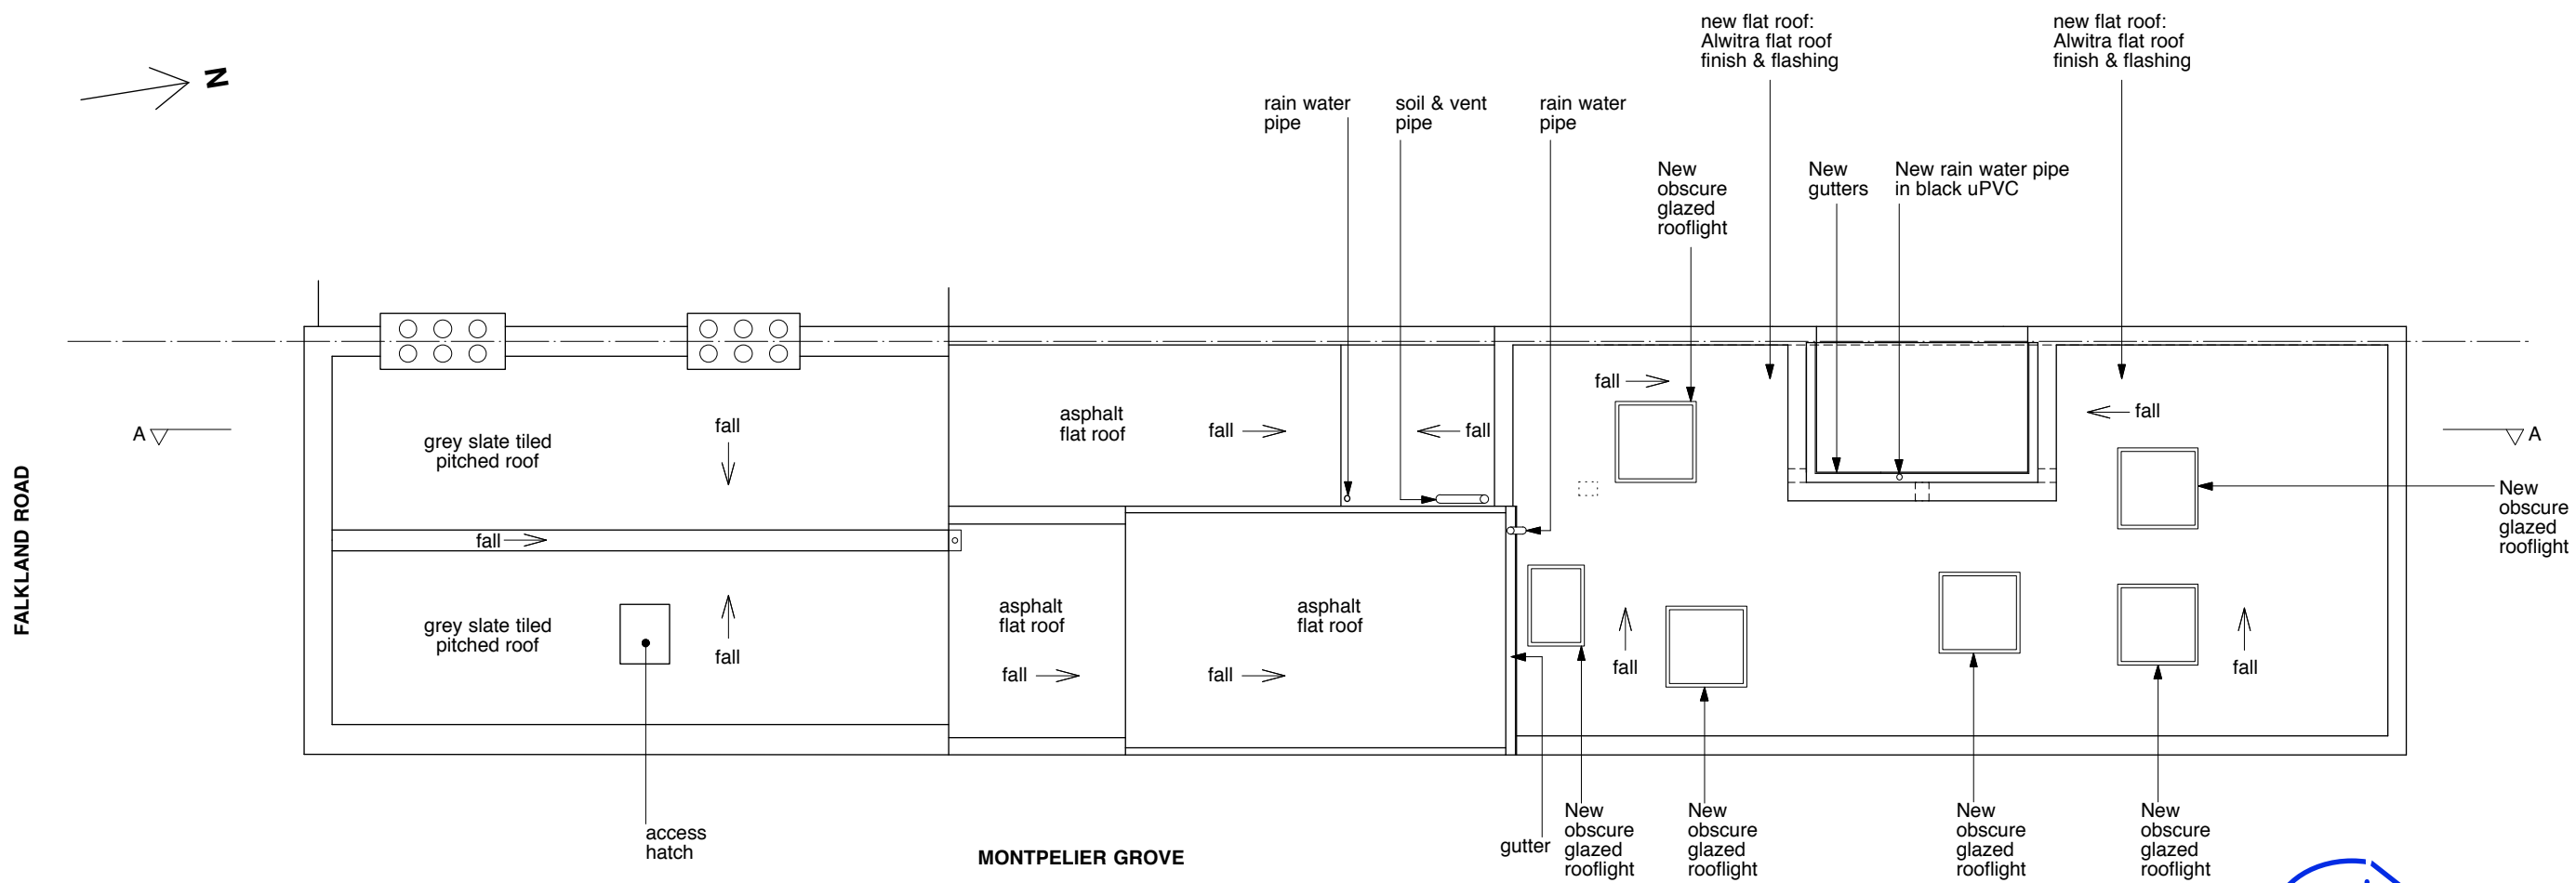 new flat roof:
Alwitra flat roof
finish & flashing
new flat roof:
Alwitra flat roof
finish & flashing
N
rain water
pipe
soil & vent
pipe
rain water
pipe
New
obscure
glazed
rooflight
New
gutters
New rain water pipe
in black uPVC
fall
A
grey slate tiled
pitched roof
fall
asphalt
flat roof
fall
fall
fall
A
FALKLAND ROAD
fall
New
obscure
glazed
rooflight
grey slate tiled
pitched roof
fall
asphalt
flat roof
fall
asphalt
flat roof
fall
fall
fall
access
hatch
MONTPELIER GROVE
gutter
New
obscure
glazed
rooflight
New
obscure
glazed
rooflight
New
obscure
glazed
rooflight
New
obscure
glazed
rooflight